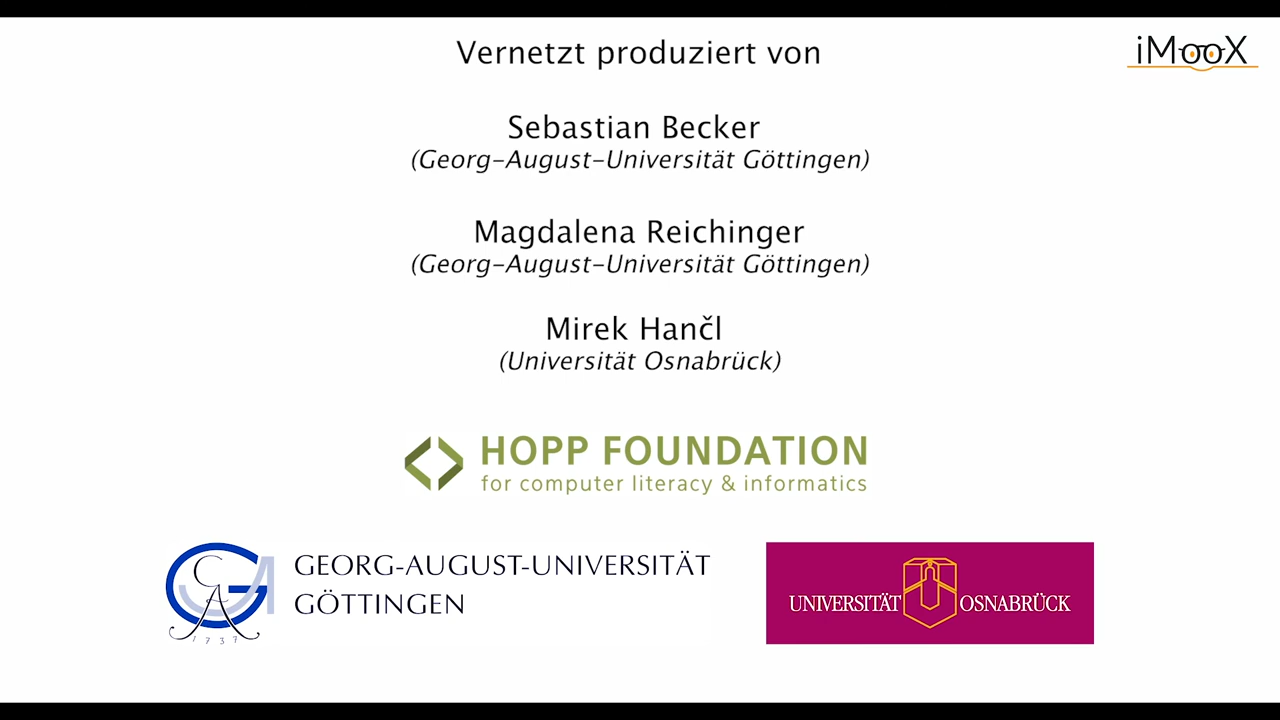 Vernetzt produziert von
iMooX
Sebastian Becker
(Georg-August-Universität Göttingen)
Magdalena Reichinger
(Georg-August-Universität Göttingen)
Mirek Hančl
(Universität Osnabrück)
HOPP FOUNDATION
for computer literacy & informatics
GEORG-AUGUST-UNIVERSITÄT
GÖTTINGEN
1737
UNIVERSITÄT OSNABRÜCK